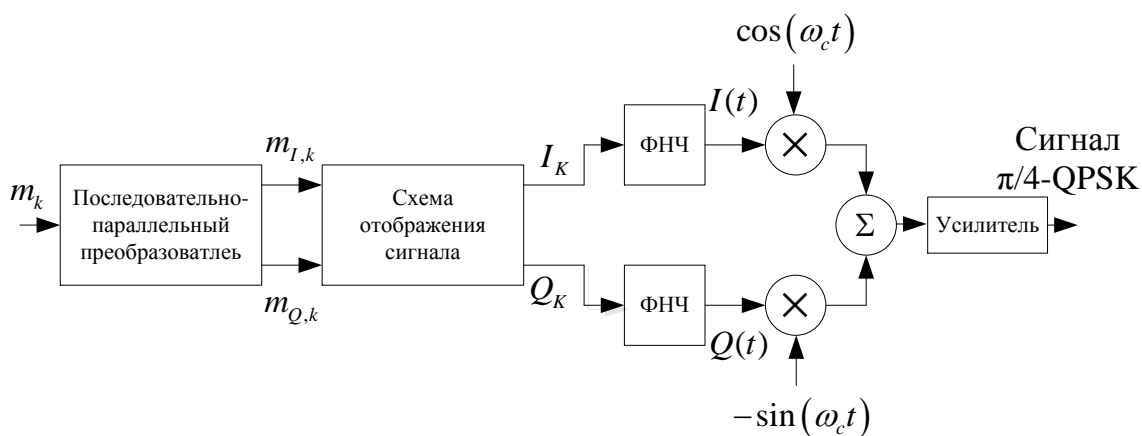 cos(ω_c t)
I(t)
Сигнал
π/4-QPSK
m_{I,k}
I_K
ФНЧ
×
m_k
Последовательно-
параллельный
преобразоватлеь
Схема
отображения
сигнала
Σ
Усилитель
m_{Q,k}
Q_K
ФНЧ
×
Q(t)
−sin(ω_c t)